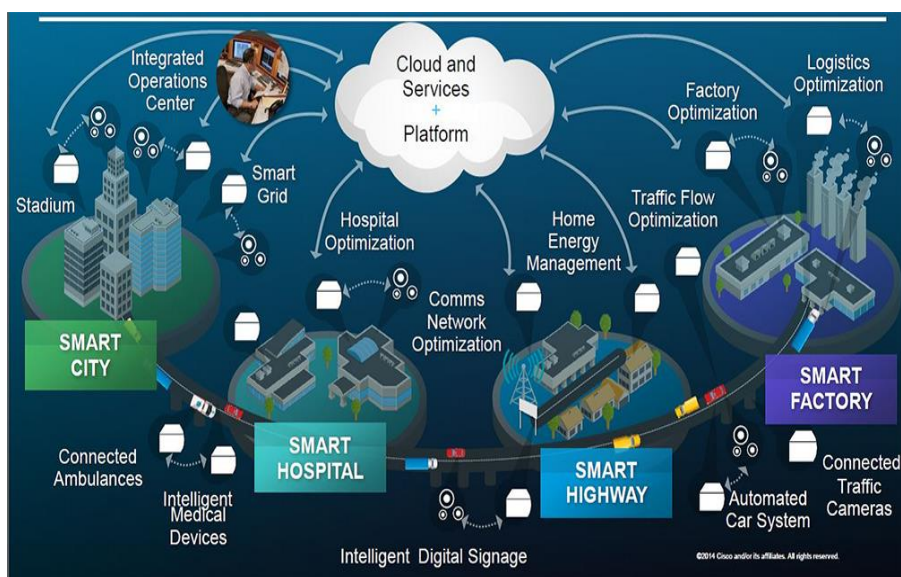 Integrated
Operations
Center
Cloud and
Services
+
Platform
Logistics
Optimization
Factory
Optimization
Stadium
Smart
Grid
Hospital
Optimization
Home
Energy
Management
Traffic Flow
Optimization
Comms
Network
Optimization
SMART
CITY
SMART
HOSPITAL
SMART
HIGHWAY
SMART
FACTORY
Connected
Ambulances
Intelligent
Medical
Devices
Intelligent Digital Signage
Automated
Car System
Connected
Traffic
Cameras
©2014 Cisco and/or its affiliates. All rights reserved.